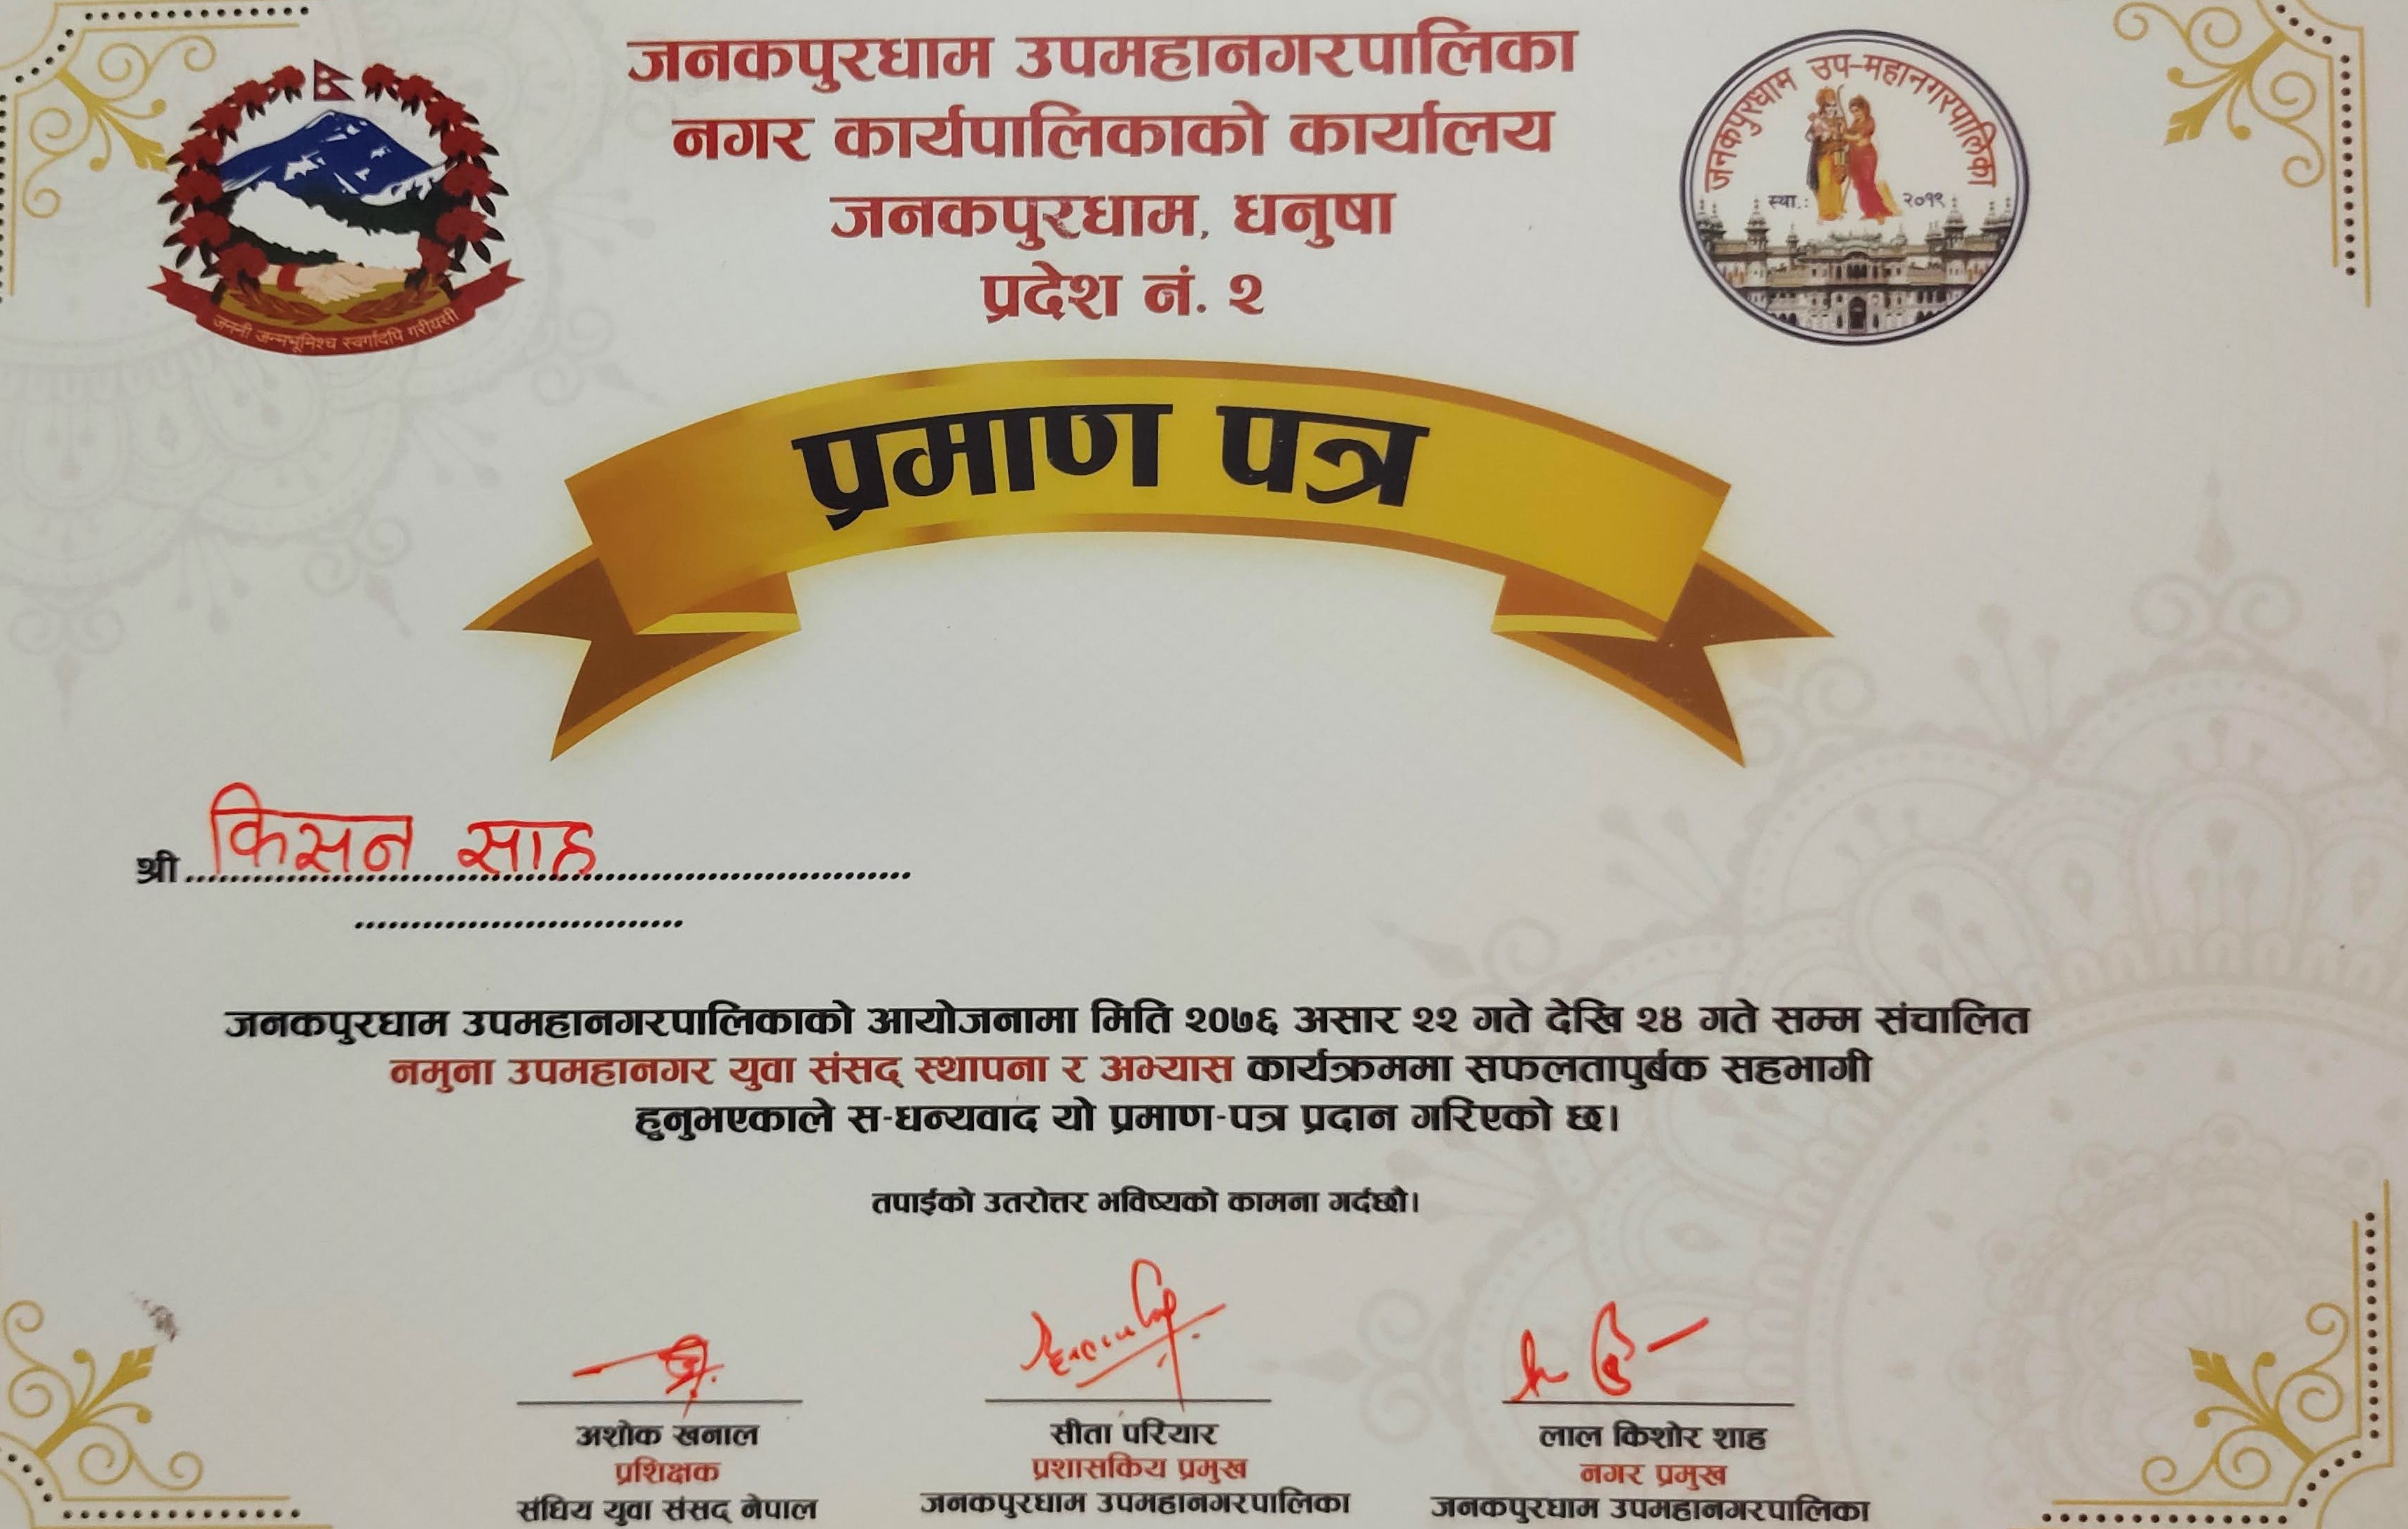 जनकपुरधाम उपमहानगरपालिका
नगर कार्यपालिकाको कार्यालय
जनकपुरधाम, धनुषा
प्रदेश नं. २
जननी जन्मभूमिश्च स्वर्गादपि गरीयसी
जनकपुरधाम उप-महानगरपालिका
स्था.: २०१९
प्रमाण पत्र
श्री किसन साह
जनकपुरधाम उपमहानगरपालिकाको आयोजनामा मिति २०७६ असार २२ गते देखि २४ गते सम्म संचालित
नमुना उपमहानगर युवा संसद स्थापना र अभ्यास कार्यक्रममा सफलतापुर्बक सहभागी
हुनुभएकाले स-धन्यवाद यो प्रमाण-पत्र प्रदान गरिएको छ।
तपाईको उतरोत्तर भविष्यको कामना गर्दछौ।
अशोक खनाल
प्रशिक्षक
संघिय युवा संसद नेपाल
सीता परियार
प्रशासकिय प्रमुख
जनकपुरधाम उपमहानगरपालिका
लाल किशोर शाह
नगर प्रमुख
जनकपुरधाम उपमहानगरपालिका